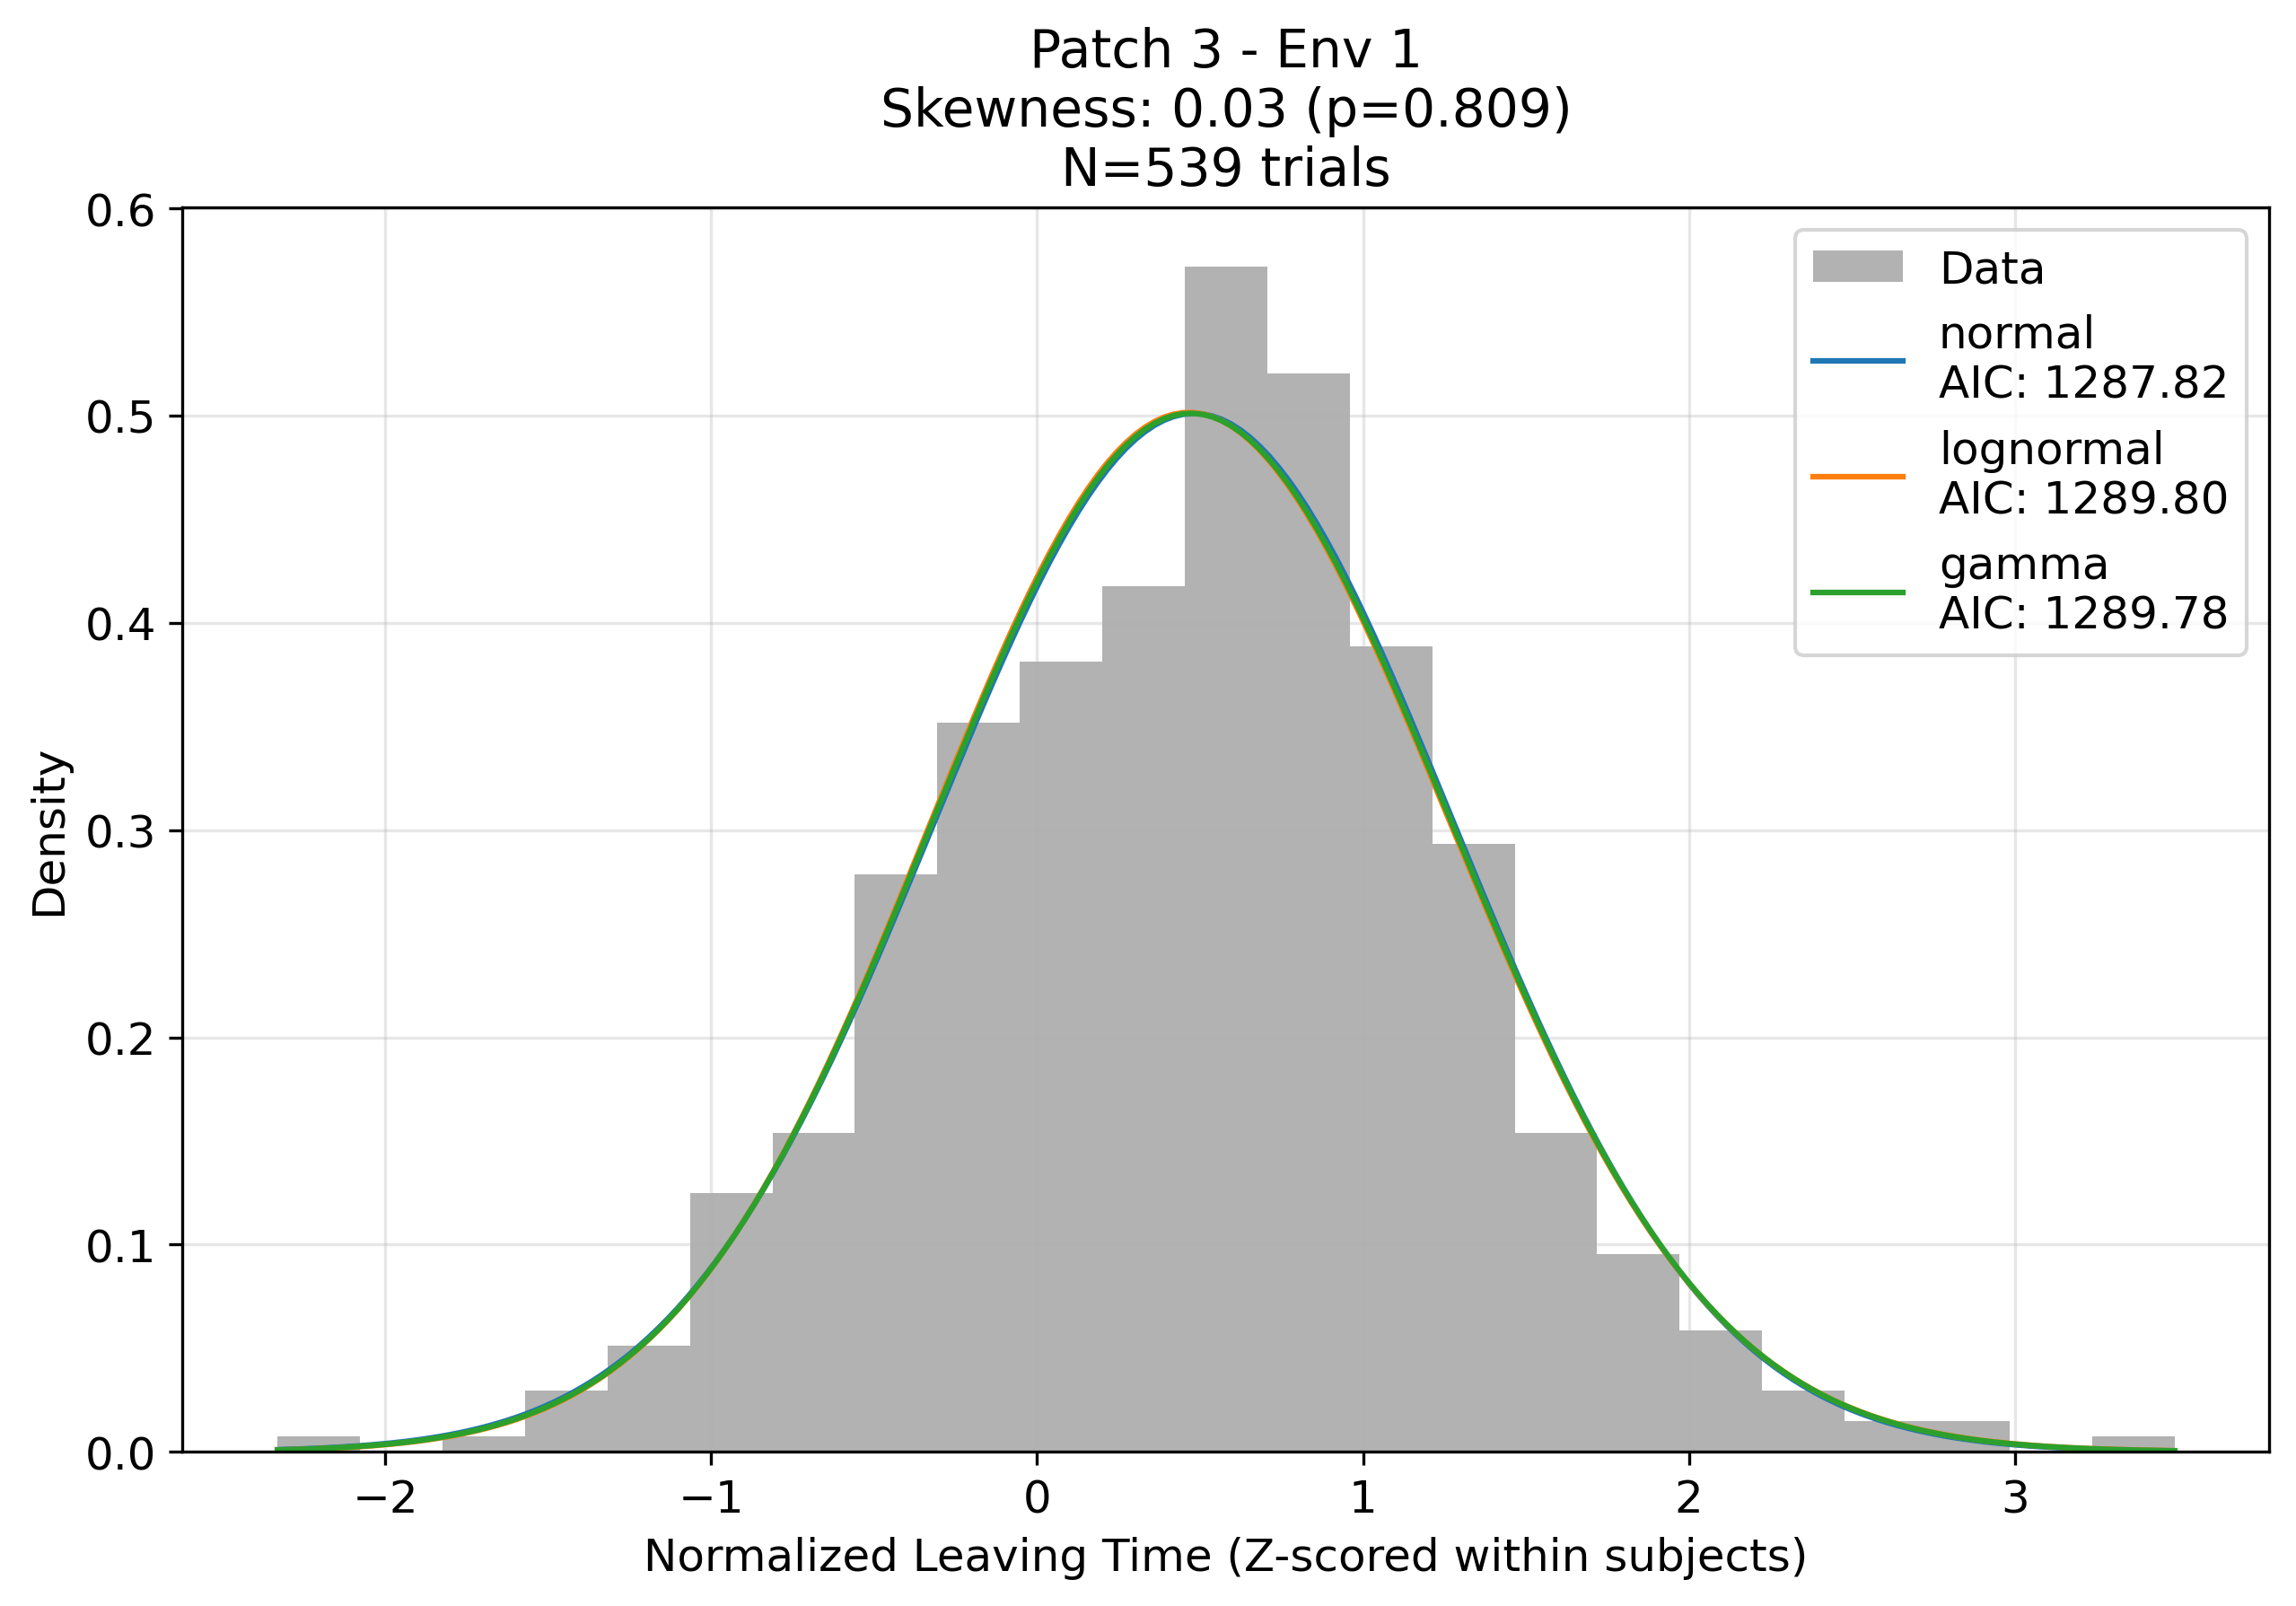 Patch 3 - Env 1
Skewness: 0.03 (p=0.809)
N=539 trials
0.6
0.5
0.4
0.3
0.2
0.1
0.0
Density
Data
normal
AIC: 1287.82
lognormal
AIC: 1289.80
gamma
AIC: 1289.78
−2
−1
0
1
2
3
Normalized Leaving Time (Z-scored within subjects)